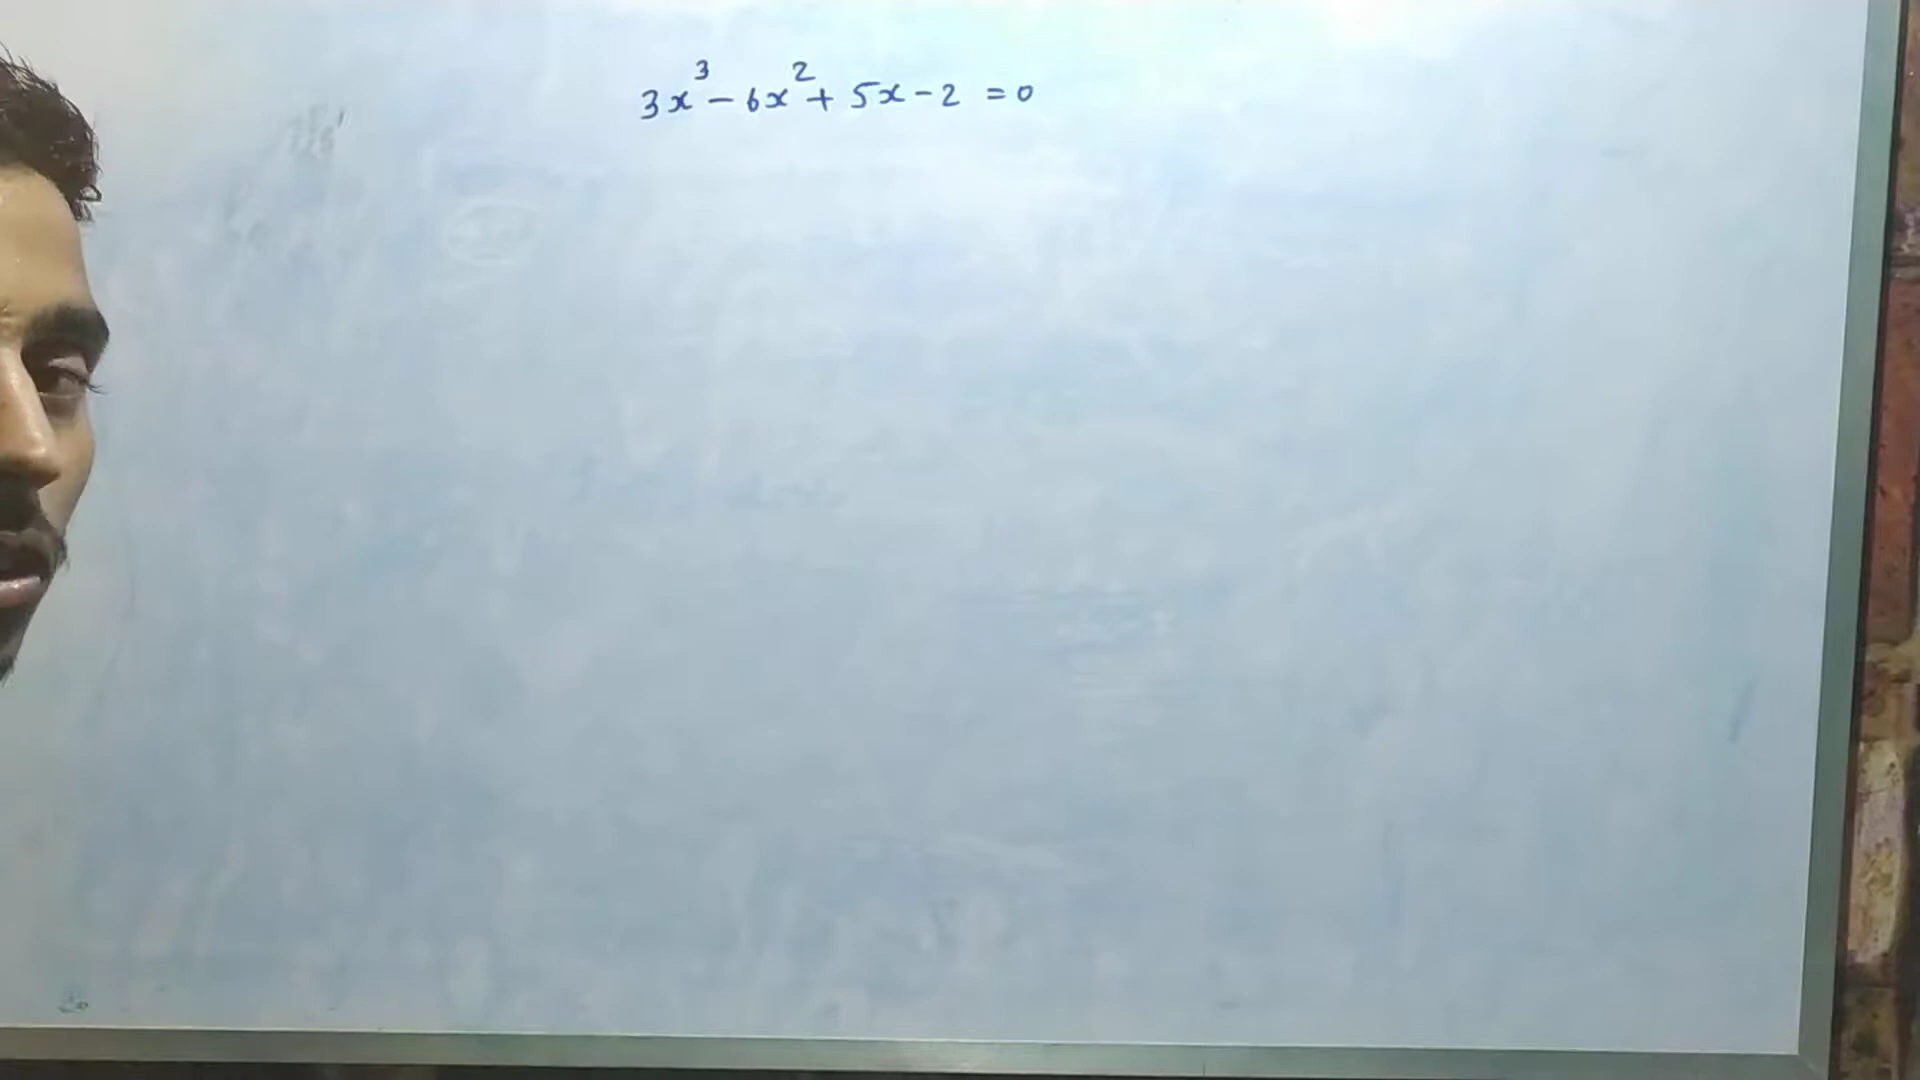 3x³ - 6x² + 5x - 2 = 0